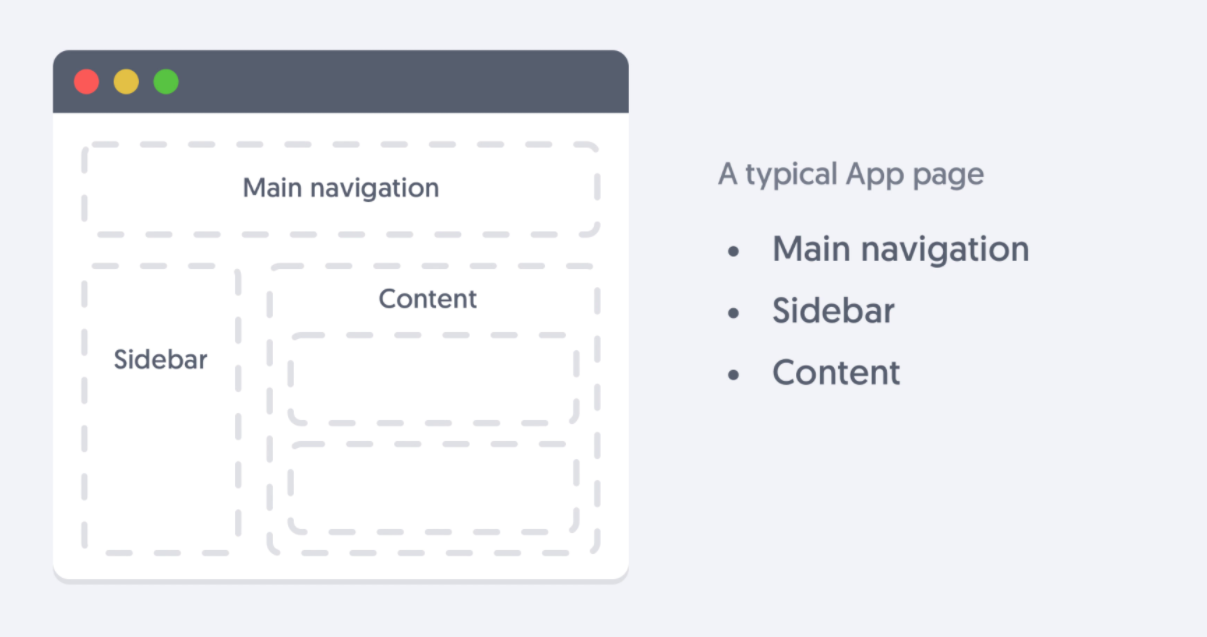 Main navigation
Sidebar
Content
A typical App page
• Main navigation
• Sidebar
• Content